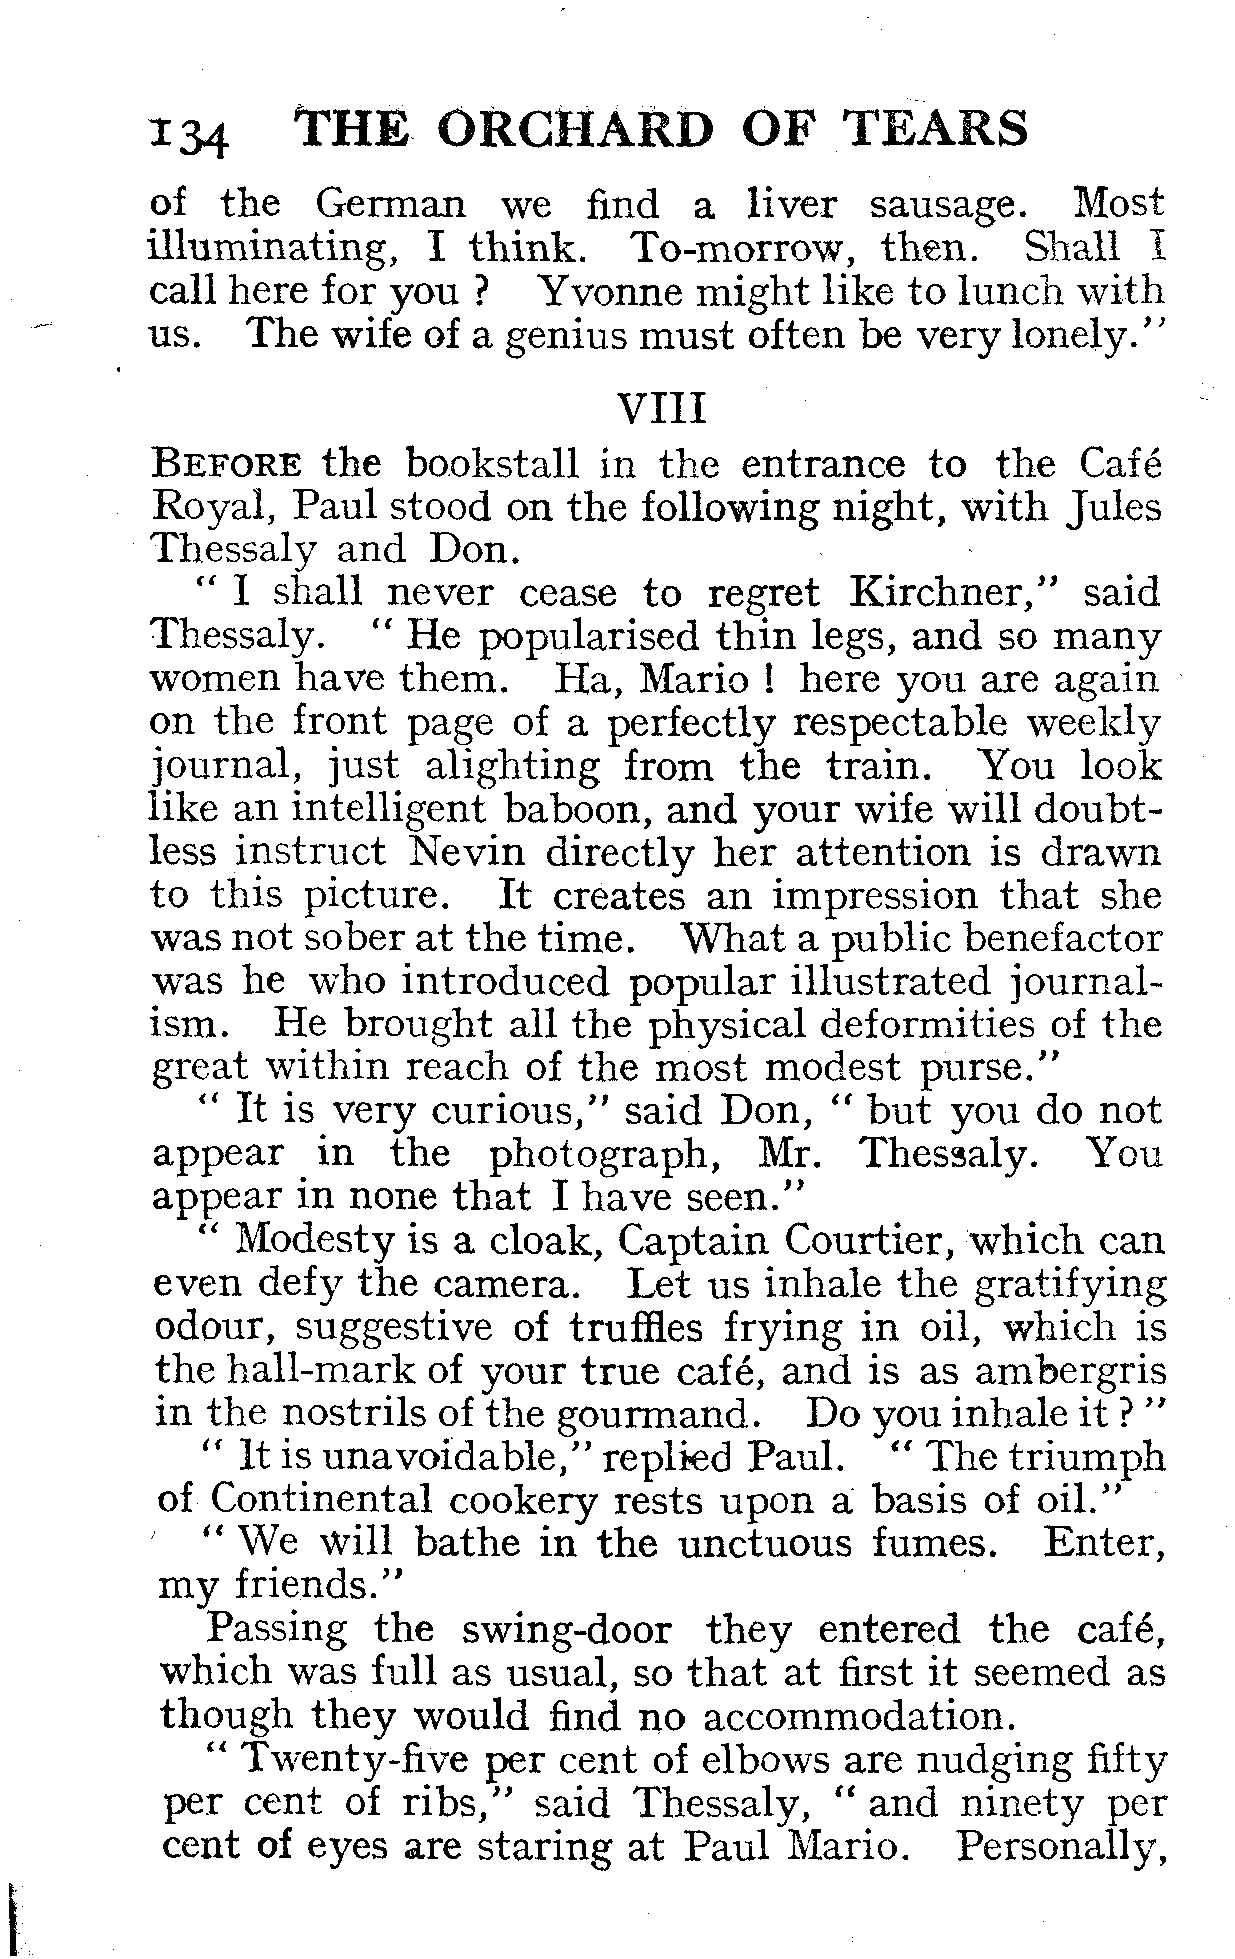 134 THE ORCHARD OF TEARS
of the German we find a liver sausage. Most
illuminating, I think. To-morrow, then. Shall I
call here for you ? Yvonne might like to lunch with
us. The wife of a genius must often be very lonely.”
VIII
BEFORE the bookstall in the entrance to the Café
Royal, Paul stood on the following night, with Jules
Thessaly and Don.
“ I shall never cease to regret Kirchner,” said
Thessaly. “ He popularised thin legs, and so many
women have them. Ha, Mario ! here you are again
on the front page of a perfectly respectable weekly
journal, just alighting from the train. You look
like an intelligent baboon, and your wife will doubt-
less instruct Nevin directly her attention is drawn
to this picture. It creates an impression that she
was not sober at the time. What a public benefactor
was he who introduced popular illustrated journal-
ism. He brought all the physical deformities of the
great within reach of the most modest purse.”
“ It is very curious,” said Don, “ but you do not
appear in the photograph, Mr. Thessaly. You
appear in none that I have seen.”
“ Modesty is a cloak, Captain Courtier, which can
even defy the camera. Let us inhale the gratifying
odour, suggestive of truffles frying in oil, which is
the hall-mark of your true café, and is as ambergris
in the nostrils of the gourmand. Do you inhale it ? ”
“ It is unavoidable,” replied Paul. “ The triumph
of Continental cookery rests upon a basis of oil.”
“ We will bathe in the unctuous fumes. Enter,
my friends.”
Passing the swing-door they entered the café,
which was full as usual, so that at first it seemed as
though they would find no accommodation.
“ Twenty-five per cent of elbows are nudging fifty
per cent of ribs,” said Thessaly, “ and ninety per
cent of eyes are staring at Paul Mario. Personally,